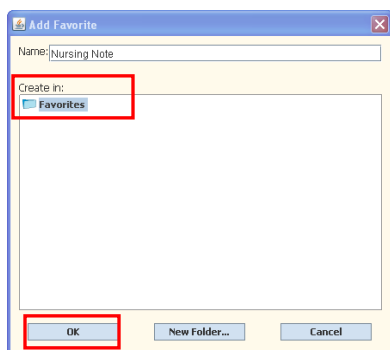 Add Favorite
Name: Nursing Note
Create in:
Favorites
OK New Folder... Cancel